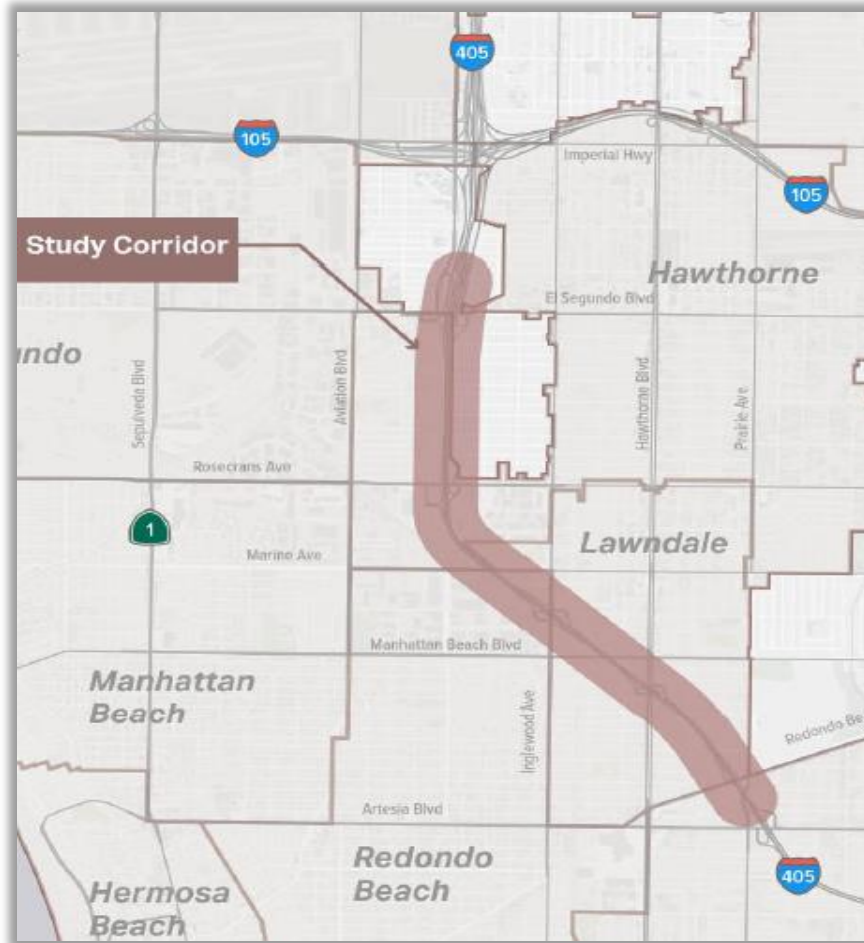 405
105
Imperial Hwy
105
Study Corridor
Hawthorne
El Segundo Blvd
undo
Sepulveda Blvd
Aviation Blvd
Hawthorne Blvd
Prairie Ave
Rosecrans Ave
1
Lawndale
Marine Ave
Manhattan Beach Blvd
Manhattan
Beach
Inglewood Ave
Redondo Be
Artesia Blvd
Redondo
Beach
405
Hermosa
Beach